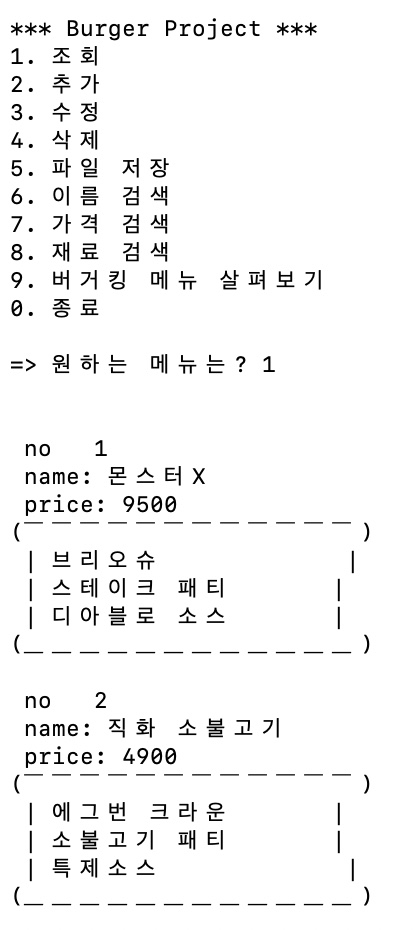 *** Burger Project ***
1. 조회
2. 추가
3. 수정
4. 삭제
5. 파일 저장
6. 이름 검색
7. 가격 검색
8. 재료 검색
9. 버거킹 메뉴 살펴보기
0. 종료
=> 원하는 메뉴는? 1
no 1
name: 몬스터X
price: 9500
(￣￣￣￣￣￣￣￣￣￣￣￣)
| 브리오슈 |
| 스테이크 패티 |
| 디아블로 소스 |
(＿＿＿＿＿＿＿＿＿＿＿＿)
no 2
name: 직화 소불고기
price: 4900
(￣￣￣￣￣￣￣￣￣￣￣￣)
| 에그번 크라운 |
| 소불고기 패티 |
| 특제소스 |
(＿＿＿＿＿＿＿＿＿＿＿＿)